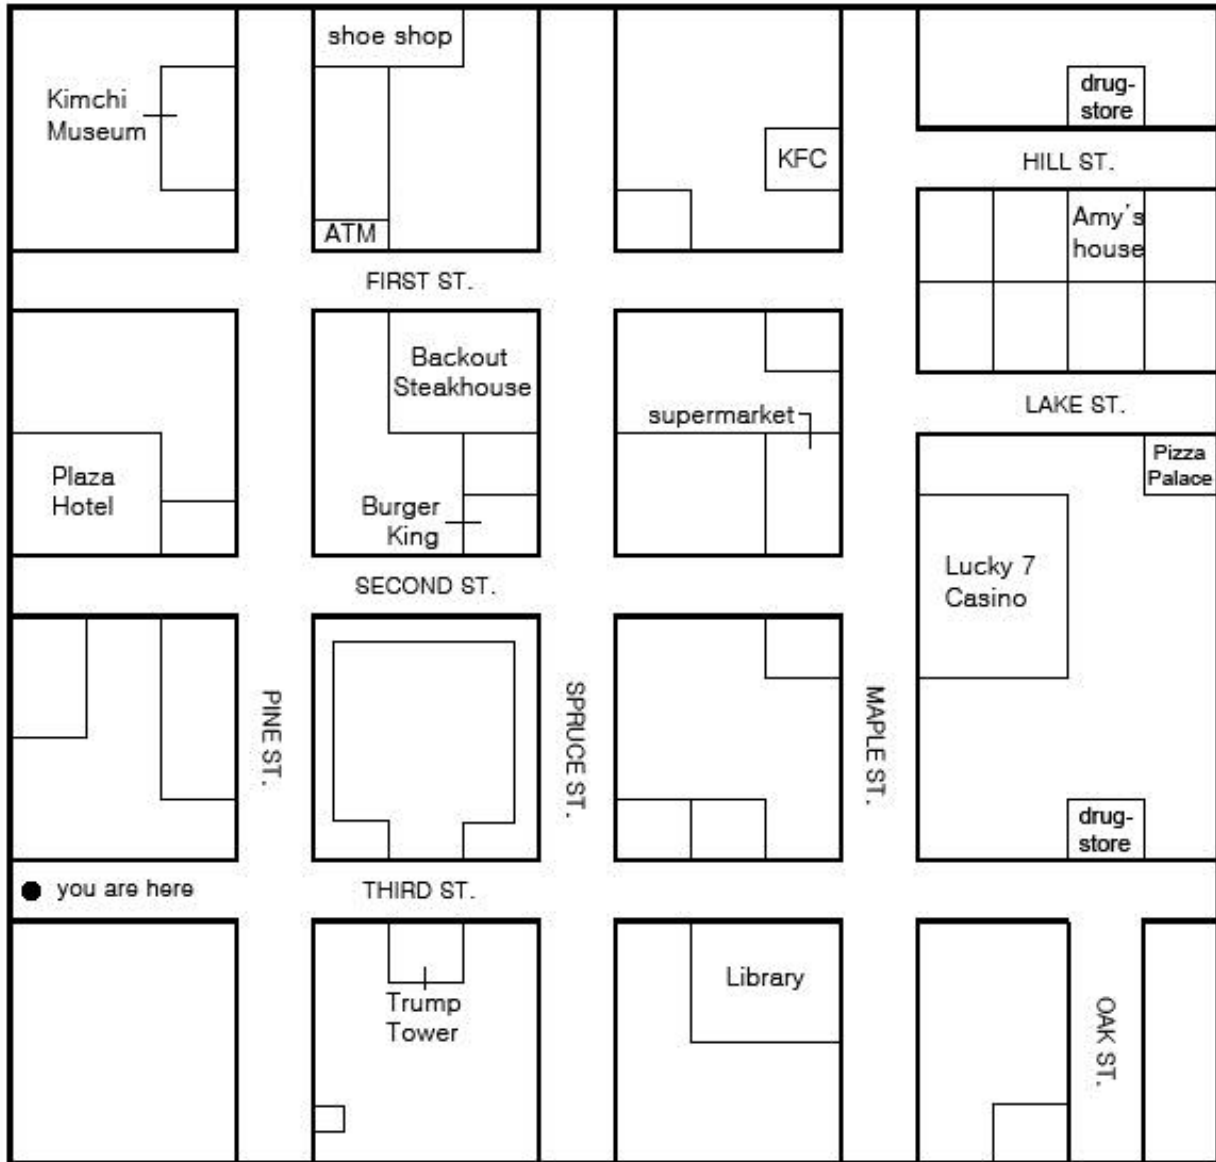 shoe shop
Kimchi
Museum
drug-
store
KFC
HILL ST.
Amy's
house
ATM
FIRST ST.
Backout
Steakhouse
supermarket
LAKE ST.
Plaza
Hotel
Burger
King
Pizza
Palace
Lucky 7
Casino
SECOND ST.
PINE ST.
SPRUCE ST.
MAPLE ST.
drug-
store
you are here
THIRD ST.
Trump
Tower
Library
OAK ST.